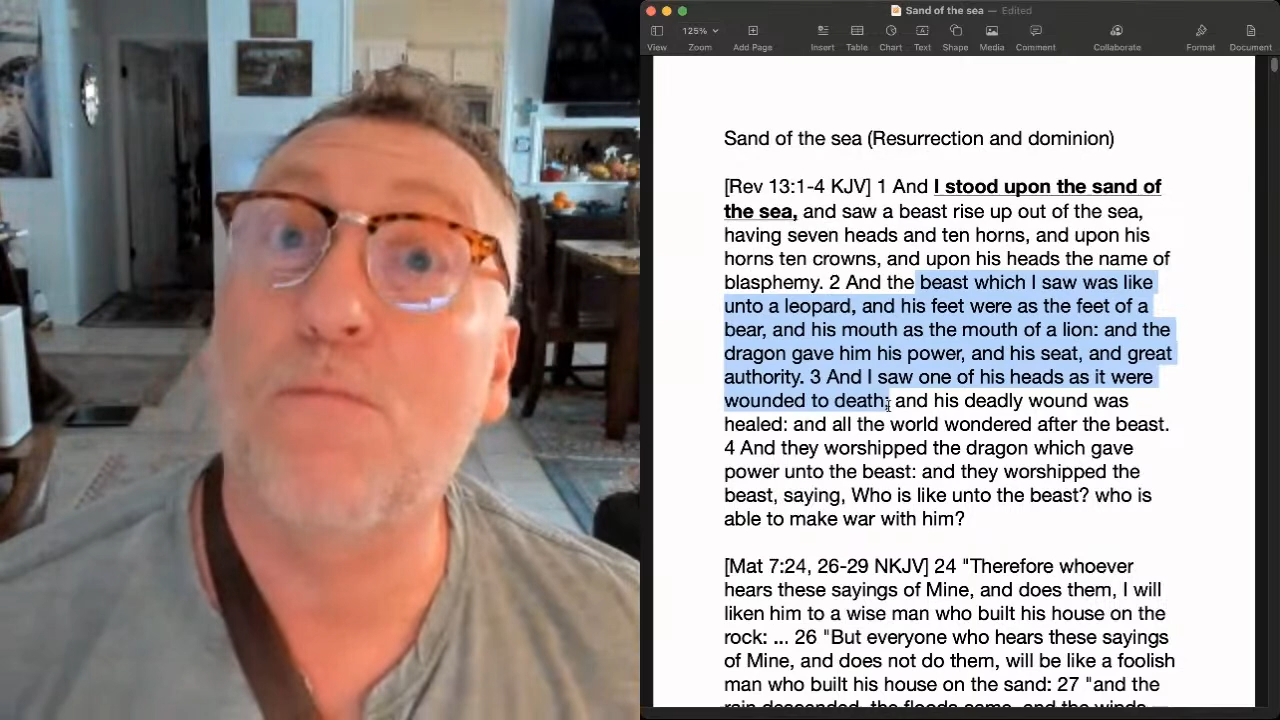 Sand of the sea — Edited
125%
View
Zoom
Add Page
Insert
Table
Chart
Text
Shape
Media
Comment
Collaborate
Format
Document
Sand of the sea (Resurrection and dominion)
[Rev 13:1-4 KJV] 1 And I stood upon the sand of
the sea, and saw a beast rise up out of the sea,
having seven heads and ten horns, and upon his
horns ten crowns, and upon his heads the name of
blasphemy. 2 And the beast which I saw was like
unto a leopard, and his feet were as the feet of a
bear, and his mouth as the mouth of a lion: and the
dragon gave him his power, and his seat, and great
authority. 3 And I saw one of his heads as it were
wounded to death; and his deadly wound was
healed: and all the world wondered after the beast.
4 And they worshipped the dragon which gave
power unto the beast: and they worshipped the
beast, saying, Who is like unto the beast? who is
able to make war with him?
[Mat 7:24, 26-29 NKJV] 24 "Therefore whoever
hears these sayings of Mine, and does them, I will
liken him to a wise man who built his house on the
rock: ... 26 "But everyone who hears these sayings
of Mine, and does not do them, will be like a foolish
man who built his house on the sand: 27 "and the
rain descended, the floods came, and the winds